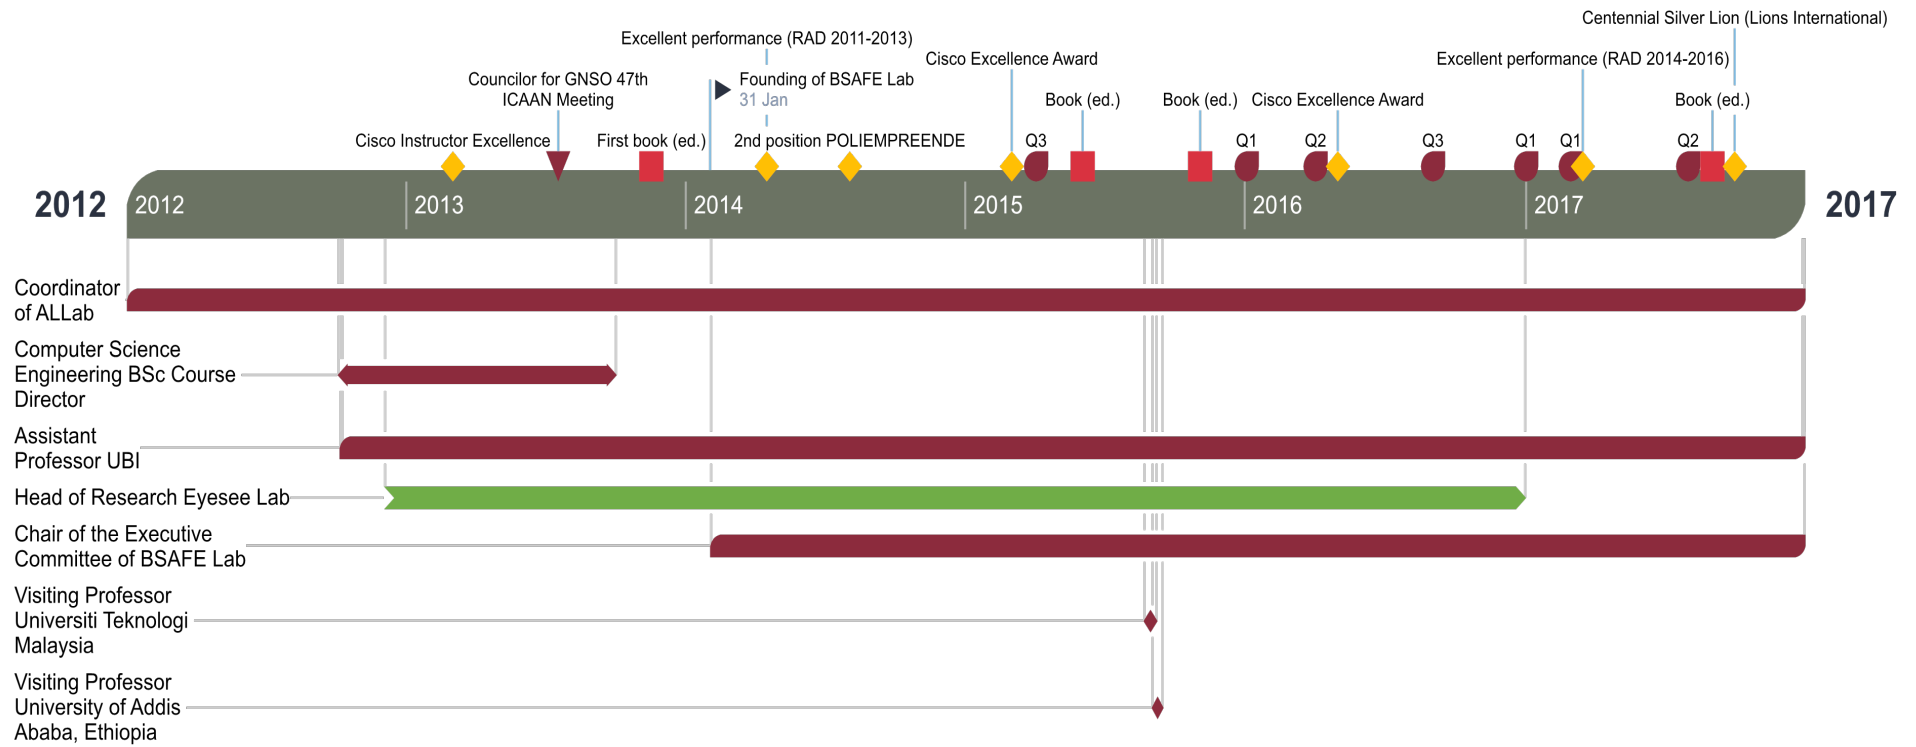 Centennial Silver Lion (Lions International)
Excellent performance (RAD 2011-2013)
Cisco Excellence Award
Excellent performance (RAD 2014-2016)
Councilor for GNSO 47th
ICAAN Meeting
Founding of BSAFE Lab
31 Jan
Book (ed.)
Book (ed.)
Cisco Excellence Award
Book (ed.)
Cisco Instructor Excellence
First book (ed.)
2nd position POLIEMPREENDE
Q3
Q1
Q2
Q3
Q1
Q1
Q2
2012
2012
2013
2014
2015
2016
2017
2017
Coordinator
of ALLab
Computer Science
Engineering BSc Course
Director
Assistant
Professor UBI
Head of Research Eyesee Lab
Chair of the Executive
Committee of BSAFE Lab
Visiting Professor
Universiti Teknologi
Malaysia
Visiting Professor
University of Addis
Ababa, Ethiopia